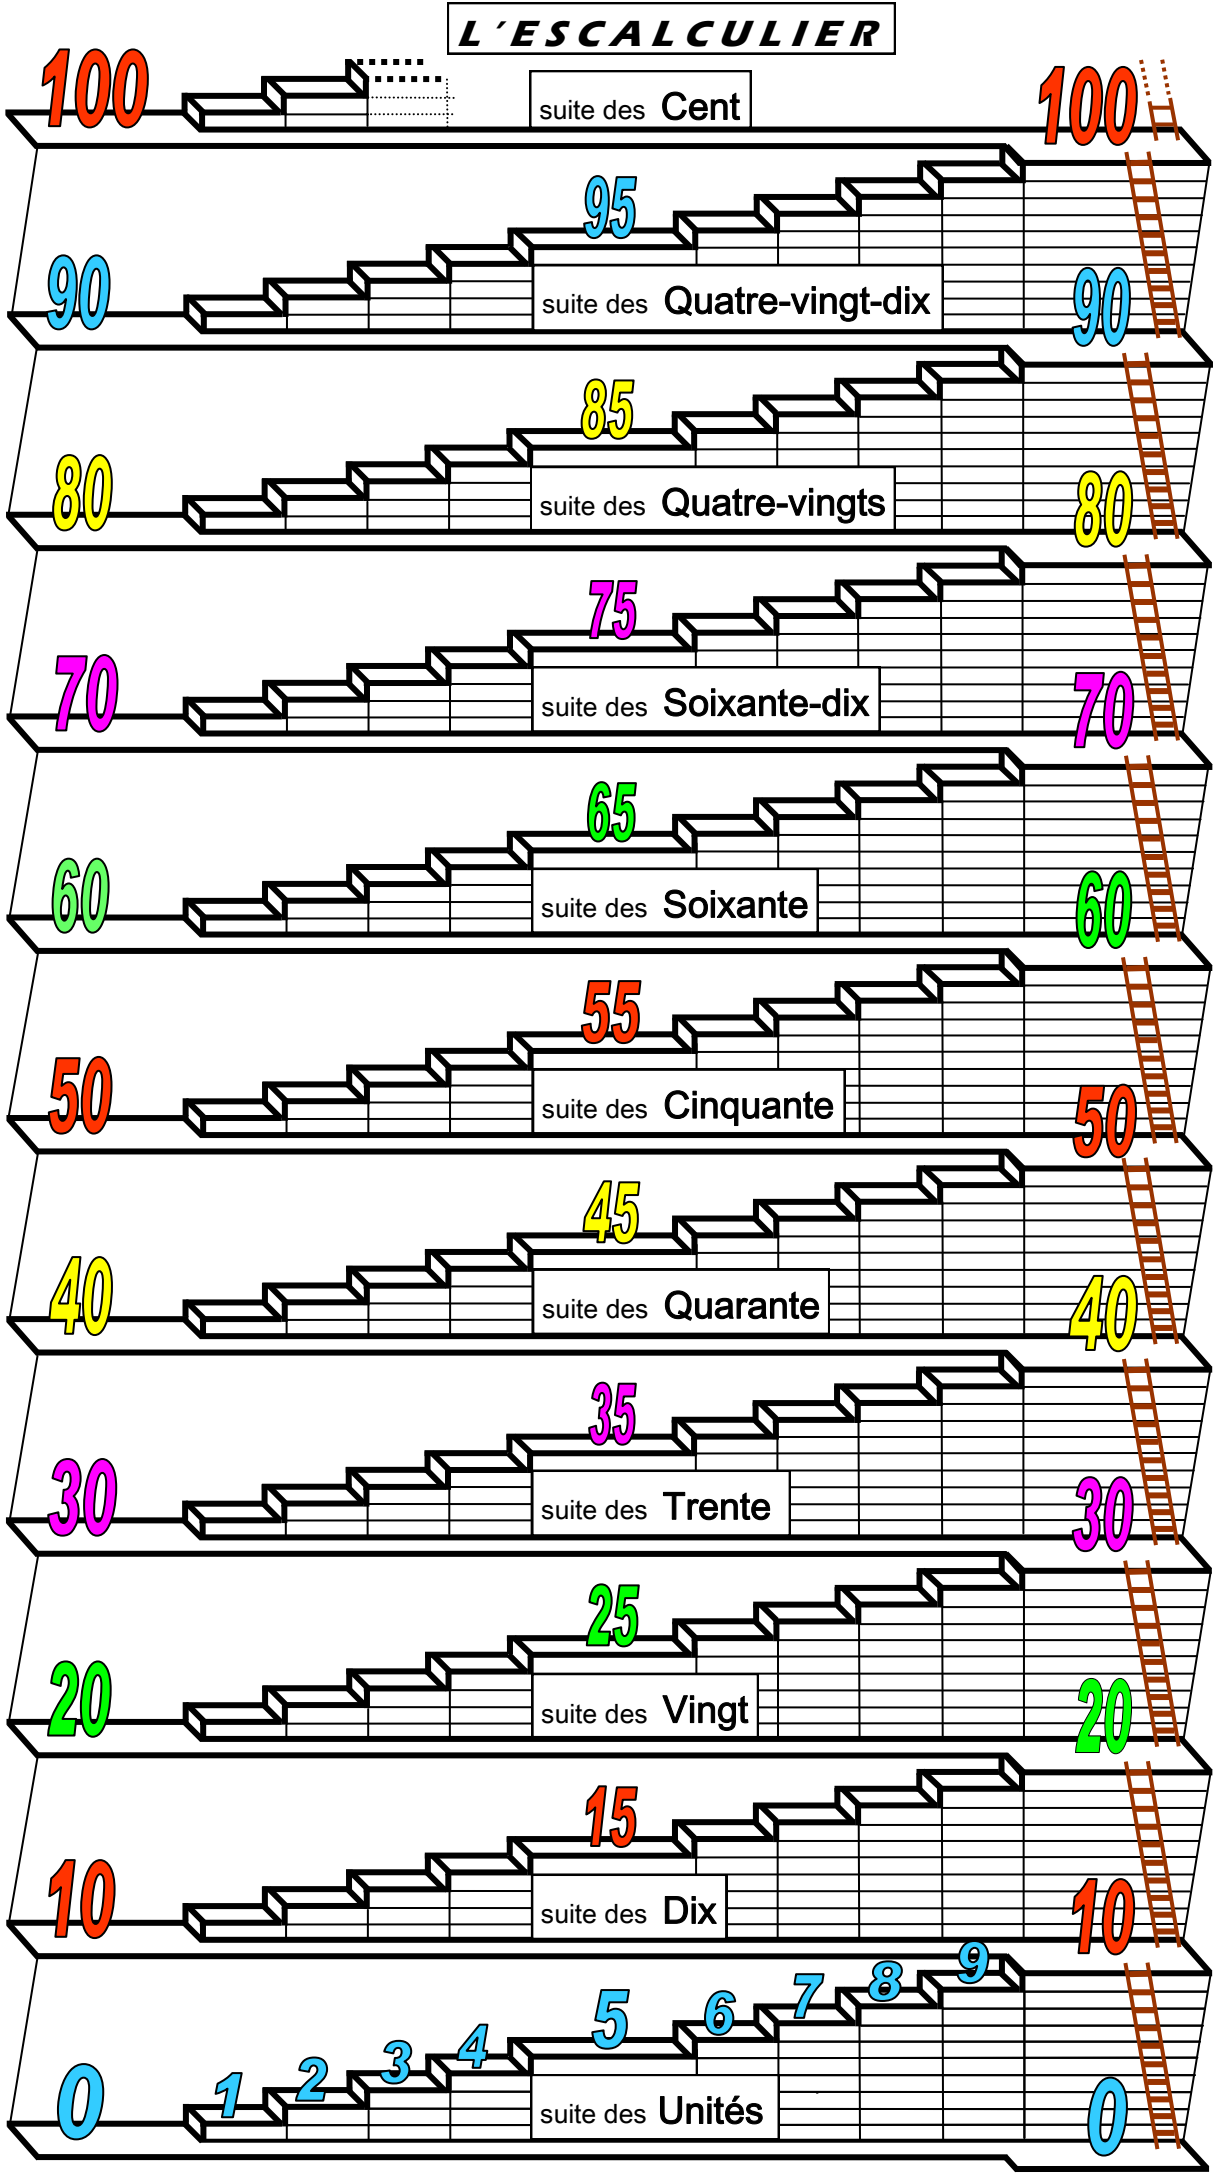 L'ESCALCULIER
100
suite des Cent
100
95
90
suite des Quatre-vingt-dix
90
85
80
suite des Quatre-vingts
80
75
70
suite des Soixante-dix
70
65
60
suite des Soixante
60
55
50
suite des Cinquante
50
45
40
suite des Quarante
40
35
30
suite des Trente
30
25
20
suite des Vingt
20
15
10
suite des Dix
10
0 1 2 3 4 5 6 7 8 9
suite des Unités
0